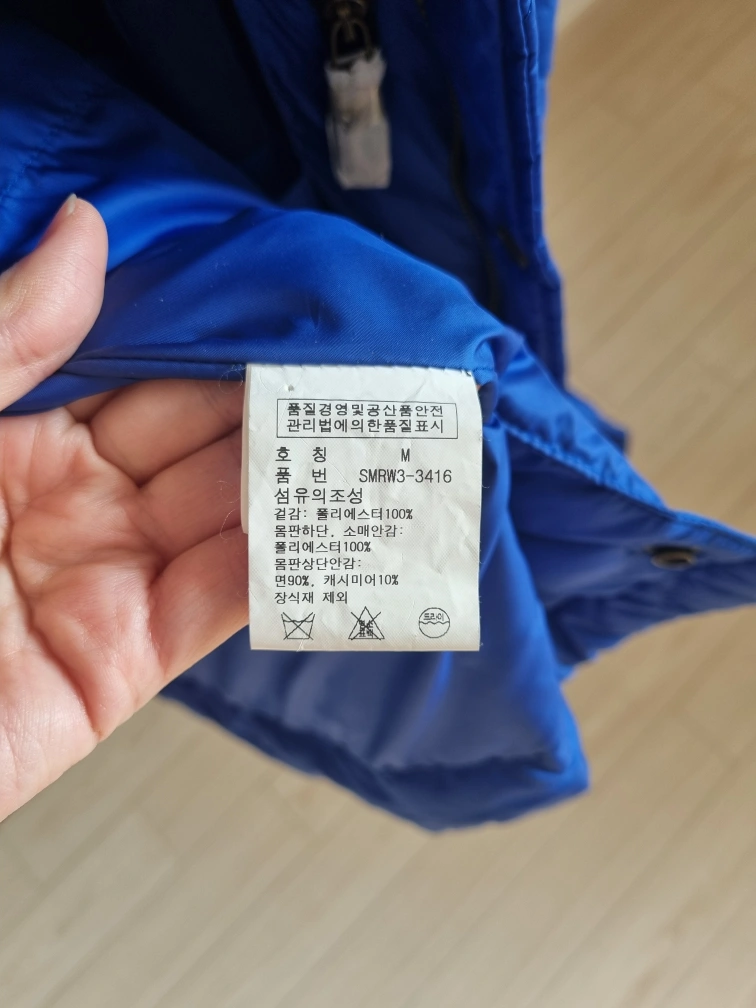 품질경영및공산품안전
관리법에의한품질표시
호 칭 M
품 번 SMRW3-3416
섬유의조성
겉감: 폴리에스터100%
몸판하단, 소매안감:
폴리에스터100%
몸판상단안감:
면90%, 캐시미어10%
장식재 제외
드라이